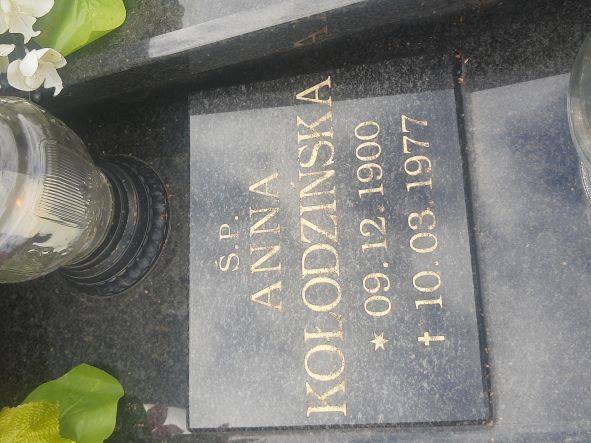 Ś.P.
ANNA
KOŁODZIŃSKA
* 09.12.1900
✝ 10.03.1977